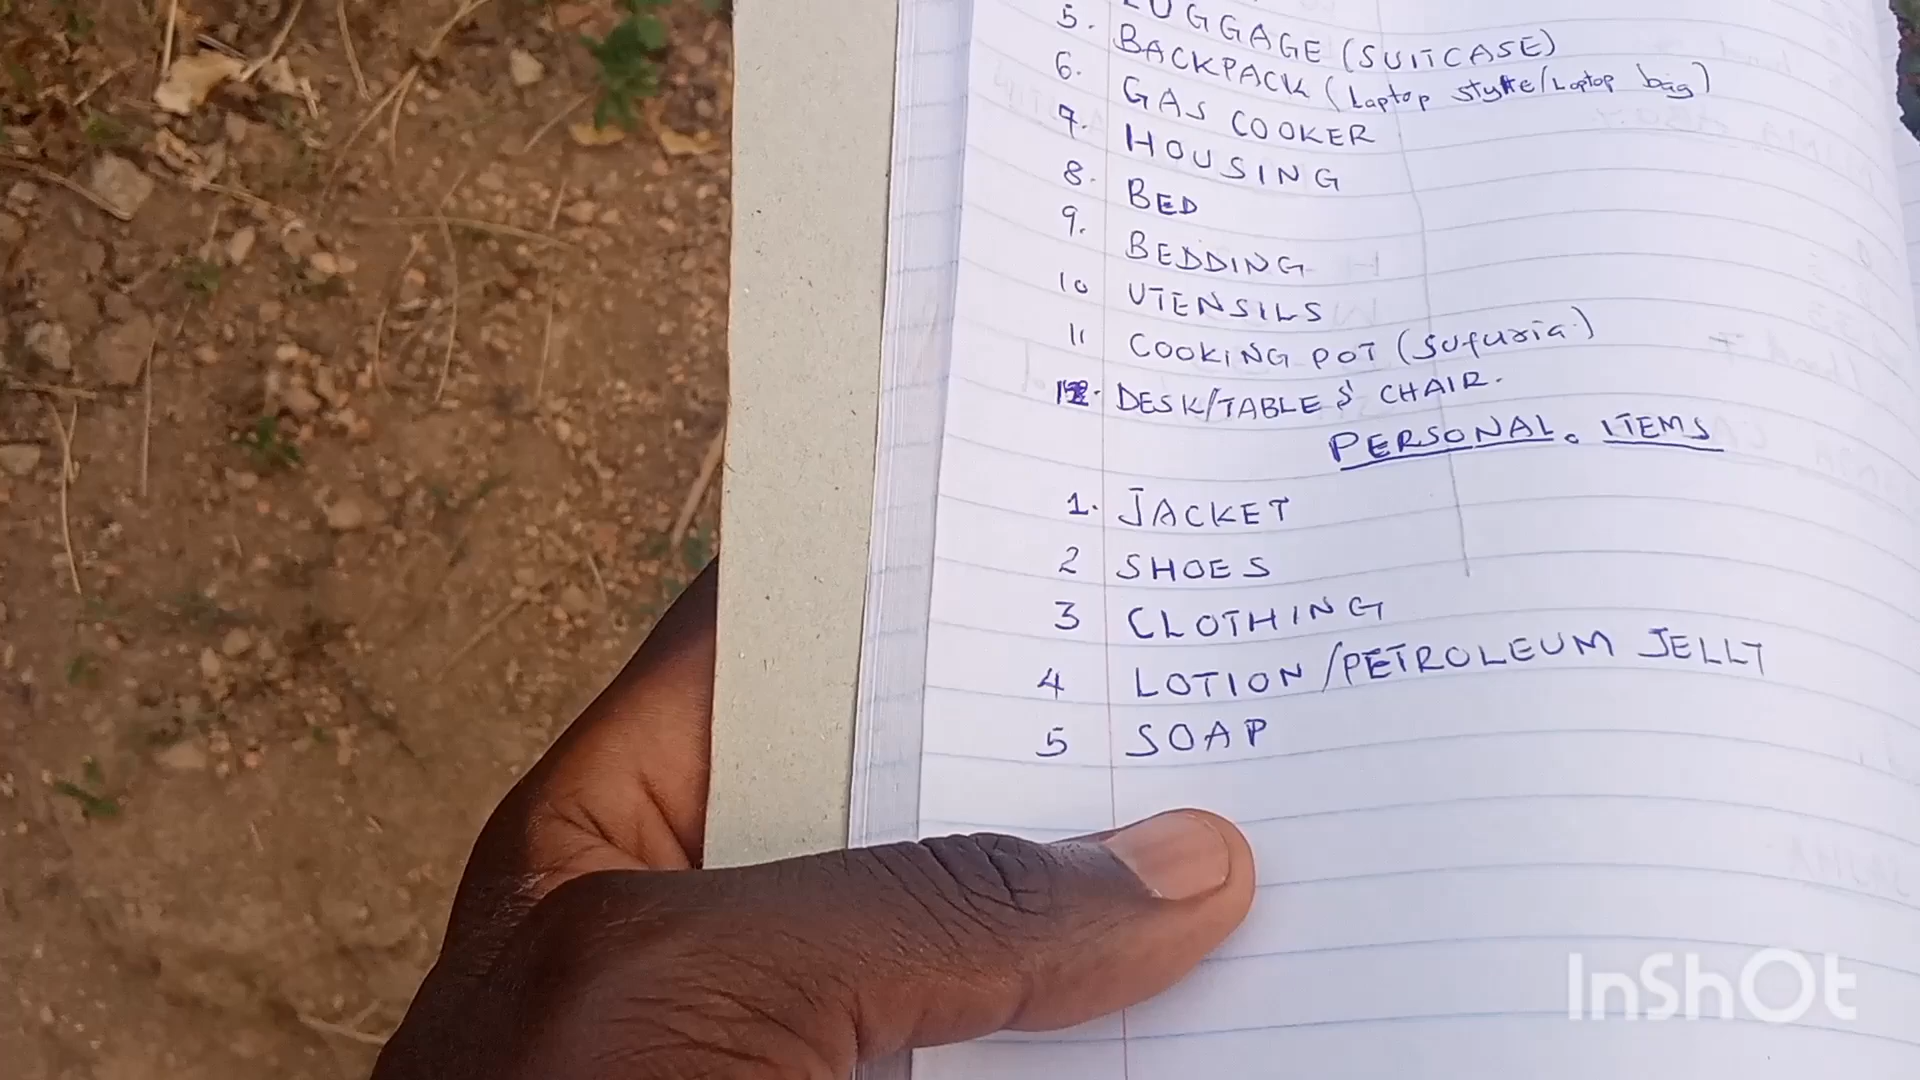 LUGGAGE (SUITCASE)
5. BACKPACK (Laptop style/Laptop bag)
6. GAS COOKER
7. HOUSING
8. BED
9. BEDDING
10 UTENSILS
11 COOKING POT (sufuria.)
12. DESK/TABLE & CHAIR.
PERSONAL. ITEMS
1. JACKET
2 SHOES
3 CLOTHING
4 LOTION/PETROLEUM JELLY
5 SOAP
InShOt